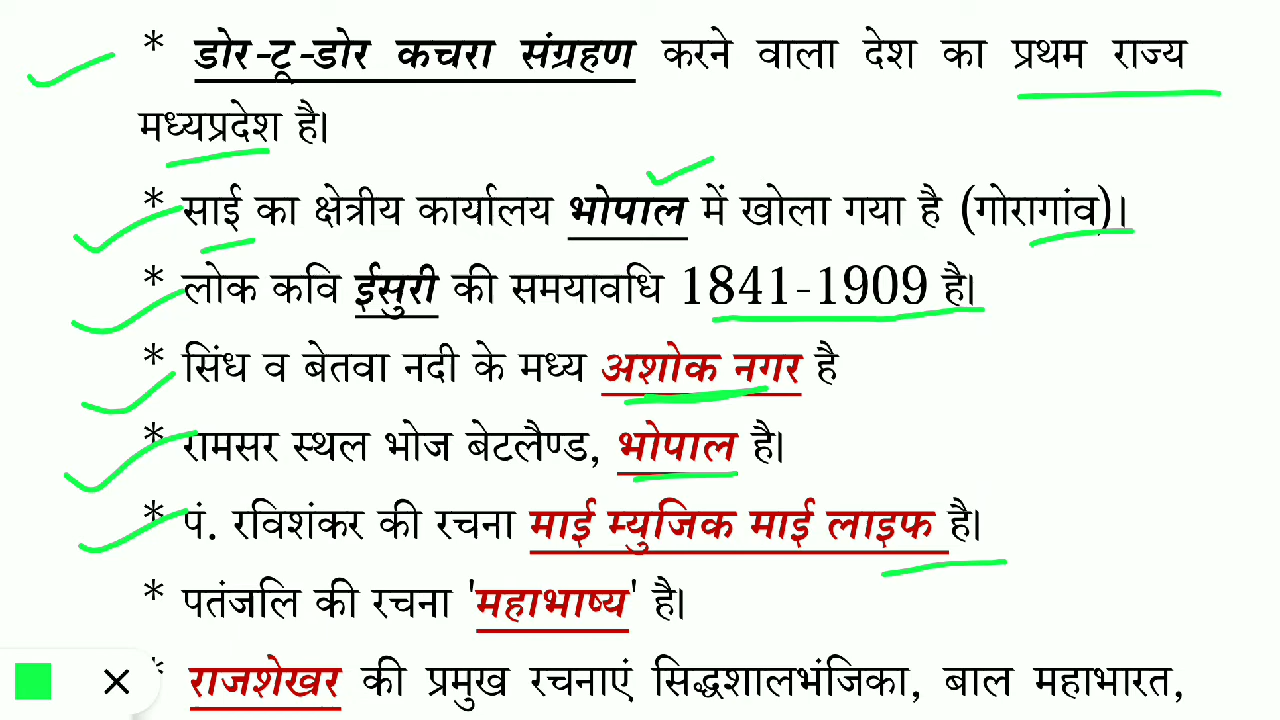 * डोर-टू-डोर कचरा संग्रहण करने वाला देश का प्रथम राज्य
मध्यप्रदेश है।
* साई का क्षेत्रीय कार्यालय भोपाल में खोला गया है (गोरागांव)।
* लोक कवि ईसुरी की समयावधि 1841-1909 है।
* सिंध व बेतवा नदी के मध्य अशोक नगर है
* रामसर स्थल भोज बेटलैण्ड, भोपाल है।
* पं. रविशंकर की रचना माई म्युजिक माई लाइफ है।
* पतंजलि की रचना 'महाभाष्य' है।
* राजशेखर की प्रमुख रचनाएं सिद्धशालभंजिका, बाल महाभारत,